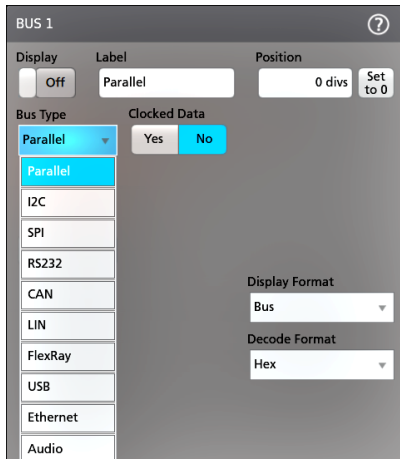 BUS 1 ?
Display Label Position
Off Parallel 0 divs Set to 0
Bus Type Clocked Data
Parallel Yes No
Parallel
I2C
SPI
RS232
CAN
LIN
FlexRay
USB
Ethernet
Audio
Display Format
Bus
Decode Format
Hex